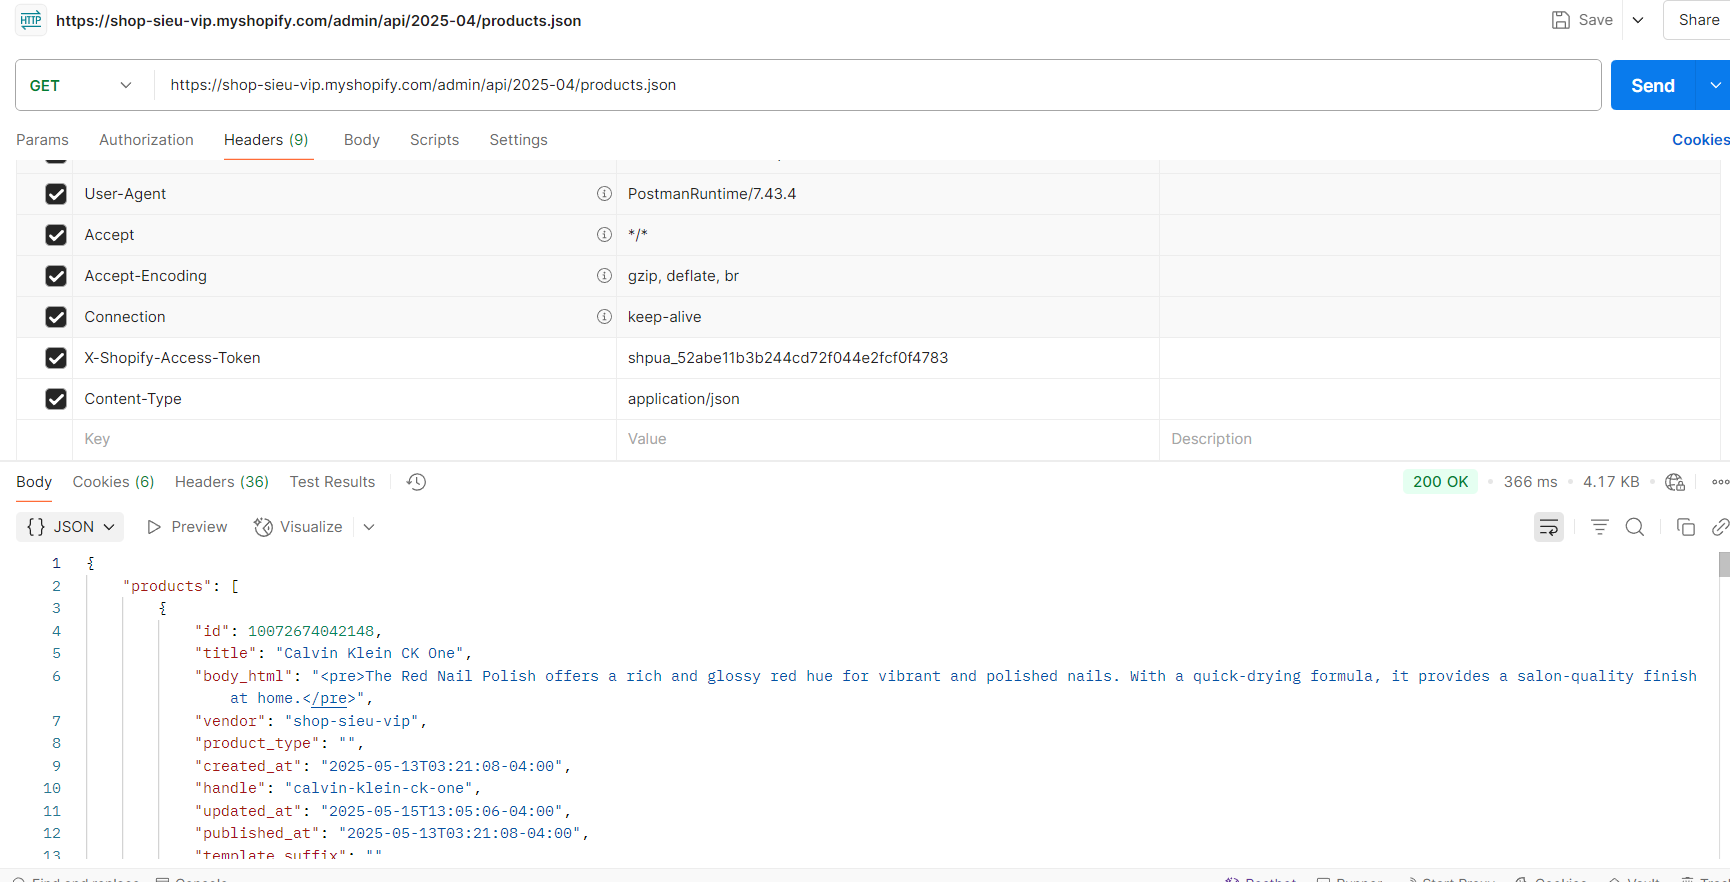 HTTP https://shop-sieu-vip.myshopify.com/admin/api/2025-04/products.json Save Share
GET https://shop-sieu-vip.myshopify.com/admin/api/2025-04/products.json Send
Params Authorization Headers (9) Body Scripts Settings Cookies
User-Agent PostmanRuntime/7.43.4
Accept */*
Accept-Encoding gzip, deflate, br
Connection keep-alive
X-Shopify-Access-Token shpua_52abe11b3b244cd72f044e2fcf0f4783
Content-Type application/json
Key Value Description
Body Cookies (6) Headers (36) Test Results 200 OK • 366 ms • 4.17 KB •
{} JSON Preview Visualize
1 {
2 "products": [
3 {
4 "id": 10072674042148,
5 "title": "Calvin Klein CK One",
6 "body_html": "<pre>The Red Nail Polish offers a rich and glossy red hue for vibrant and polished nails. With a quick-drying formula, it provides a salon-quality finish
at home.</pre>",
7 "vendor": "shop-sieu-vip",
8 "product_type": "",
9 "created_at": "2025-05-13T03:21:08-04:00",
10 "handle": "calvin-klein-ck-one",
11 "updated_at": "2025-05-15T13:05:06-04:00",
12 "published_at": "2025-05-13T03:21:08-04:00",
13 "template_suffix": ""
Find and replace Console Postbot Runner Start Proxy Cookies Vault